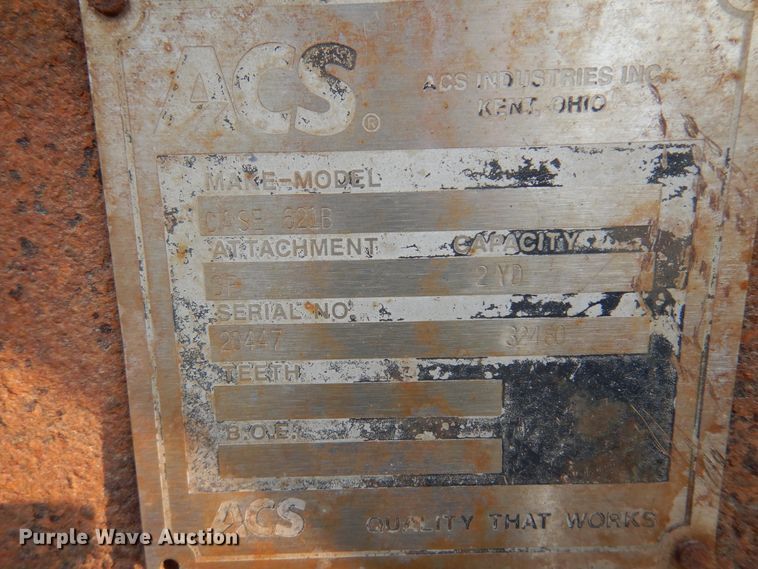 ACS®
ACS INDUSTRIES INC
KENT, OHIO
MAKE-MODEL
CASE 621B
ATTACHMENT CAPACITY
2 YD
SERIAL NO.
TEETH
B.O.E.
ACS QUALITY THAT WORKS
Purple Wave Auction